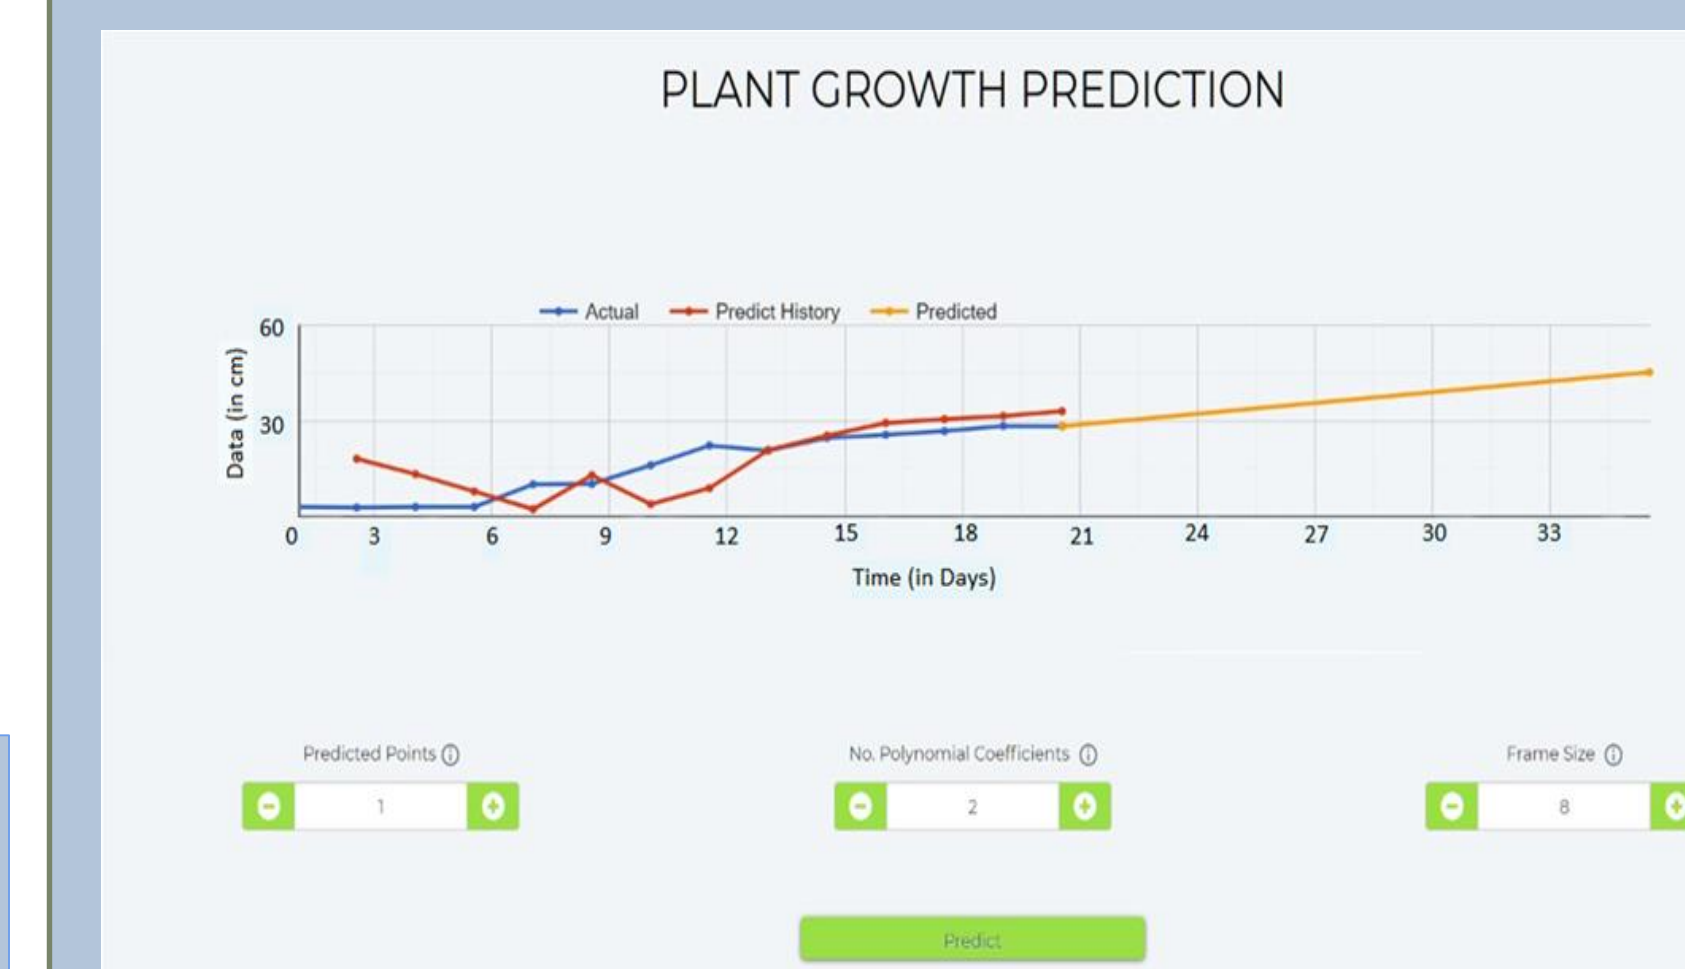 PLANT GROWTH PREDICTION
Actual Predict History Predicted
60
30
Data (in cm)
0 3 6 9 12 15 18 21 24 27 30 33
Time (in Days)
Predicted Points No. Polynomial Coefficients Frame Size
1 2 8
Predict